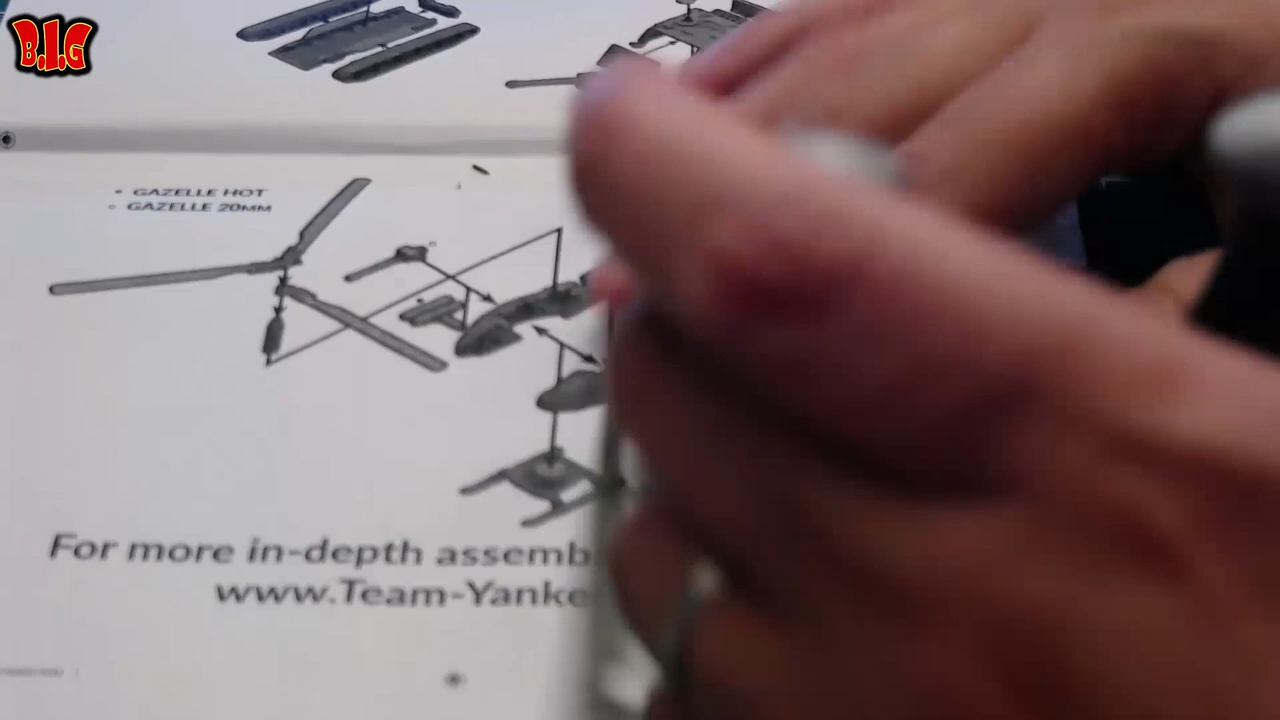 B.I.G
GAZELLE HOT
GAZELLE 20MM
For more in-depth assemb
www.Team-Yanke